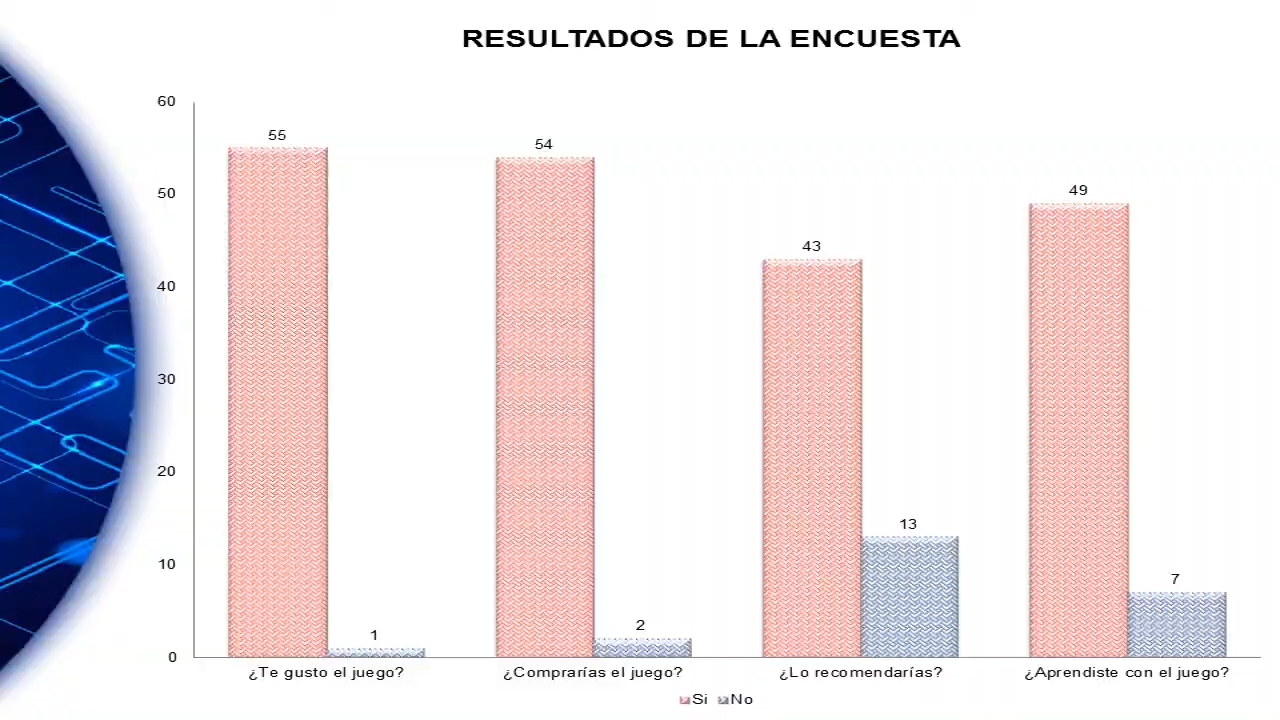 RESULTADOS DE LA ENCUESTA
60
50
40
30
20
10
0
55
1
54
2
43
13
49
7
¿Te gusto el juego?
¿Comprarías el juego?
¿Lo recomendarías?
¿Aprendiste con el juego?
Si No